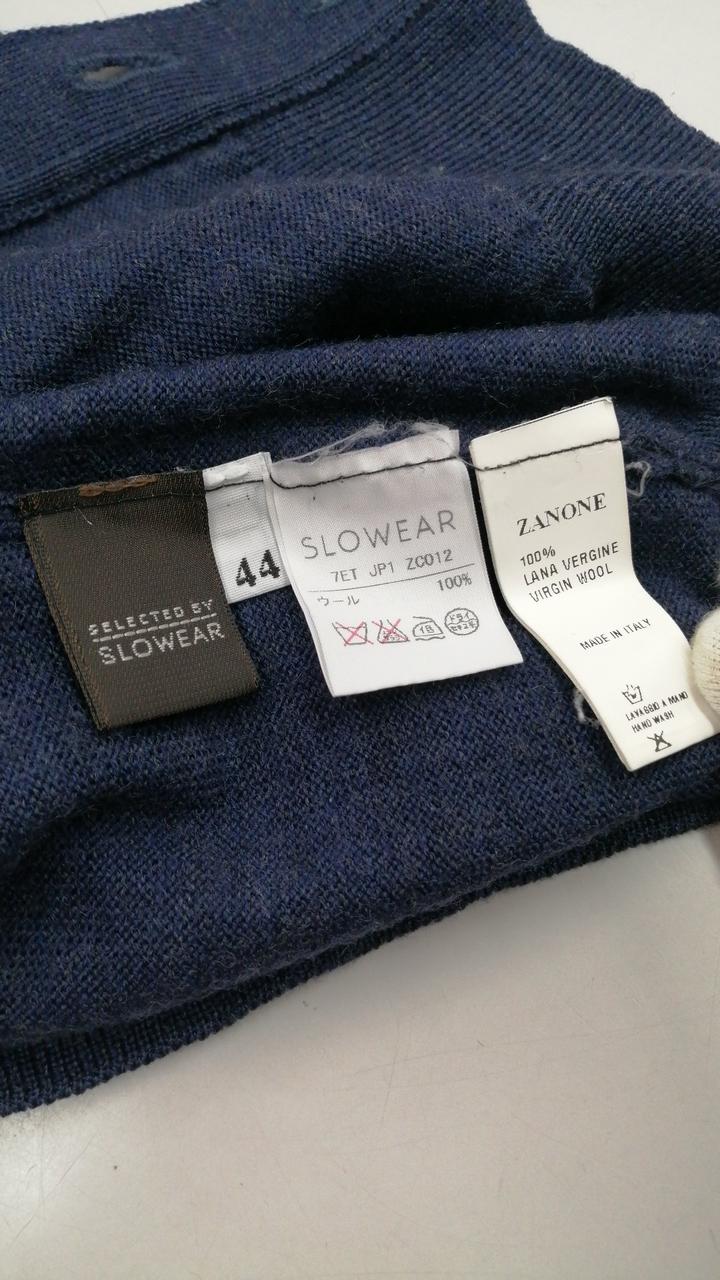 SELECTED BY
SLOWEAR
44
SLOWEAR
7ET JP1 ZC012
ウール 100%
ZANONE
100%
LANA VERGINE
VIRGIN WOOL
MADE IN ITALY
LAVAGGIO A MANO
HAND WASH